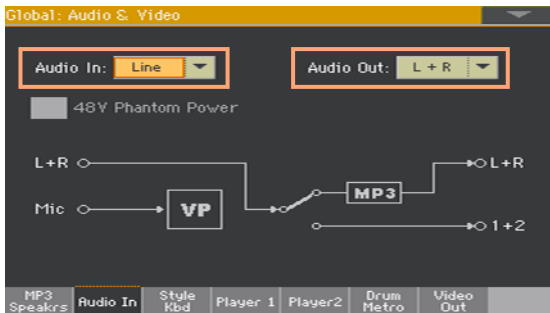 Global: Audio & Video
Audio In: Line
Audio Out: L + R
48V Phantom Power
L+R
L+R
MP3
Mic
VP
1+2
MP3 Speakrs
Audio In
Style Kbd
Player 1
Player2
Drum Metro
Video Out